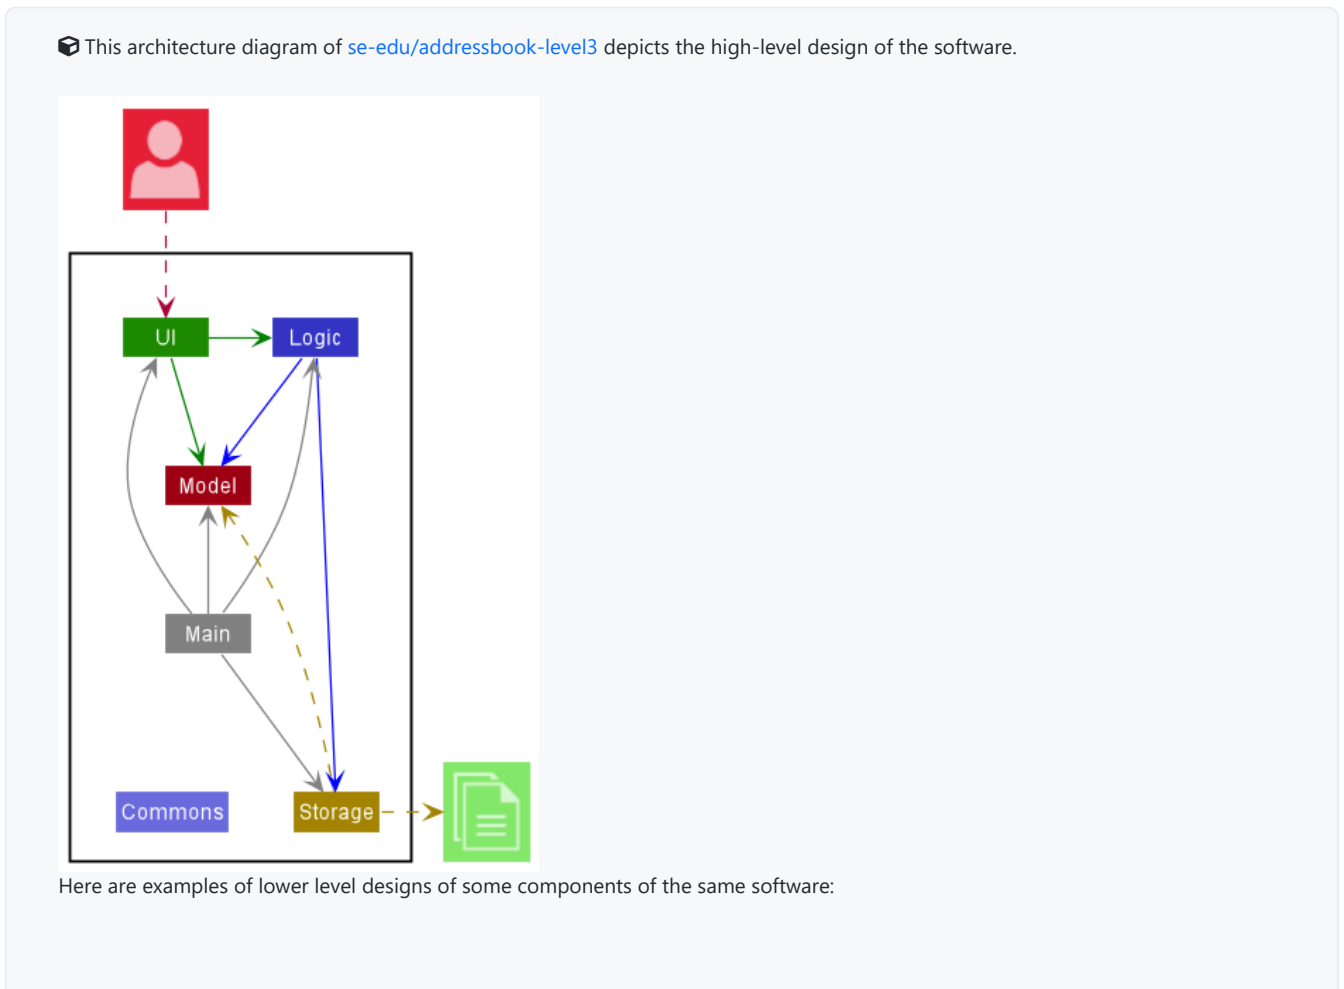 This architecture diagram of se-edu/addressbook-level3 depicts the high-level design of the software.
UI
Logic
Model
Main
Commons
Storage
Here are examples of lower level designs of some components of the same software: